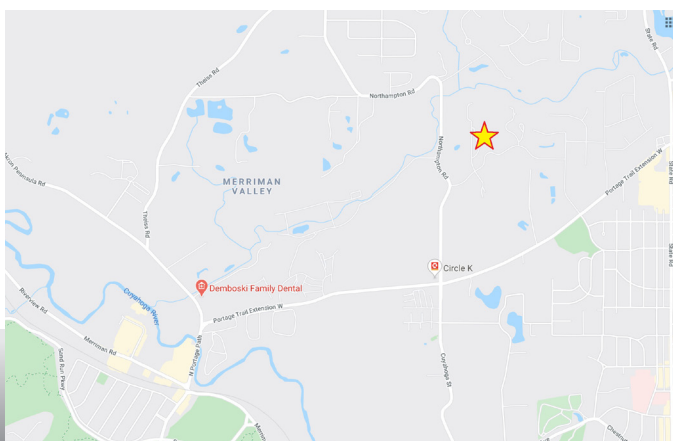 State Rd
Theiss Rd
Northampton Rd
Northampton Rd
Akron Peninsula Rd
MERRIMAN
VALLEY
Portage Trail Extension W
State Rd
Theiss Rd
State Rd
Circle K
Demboski Family Dental
Riverview Rd
Cuyahoga River
Portage Trail Extension W
Merriman Rd
N Portage Path
Cuyahoga St
Sand Run Pkwy